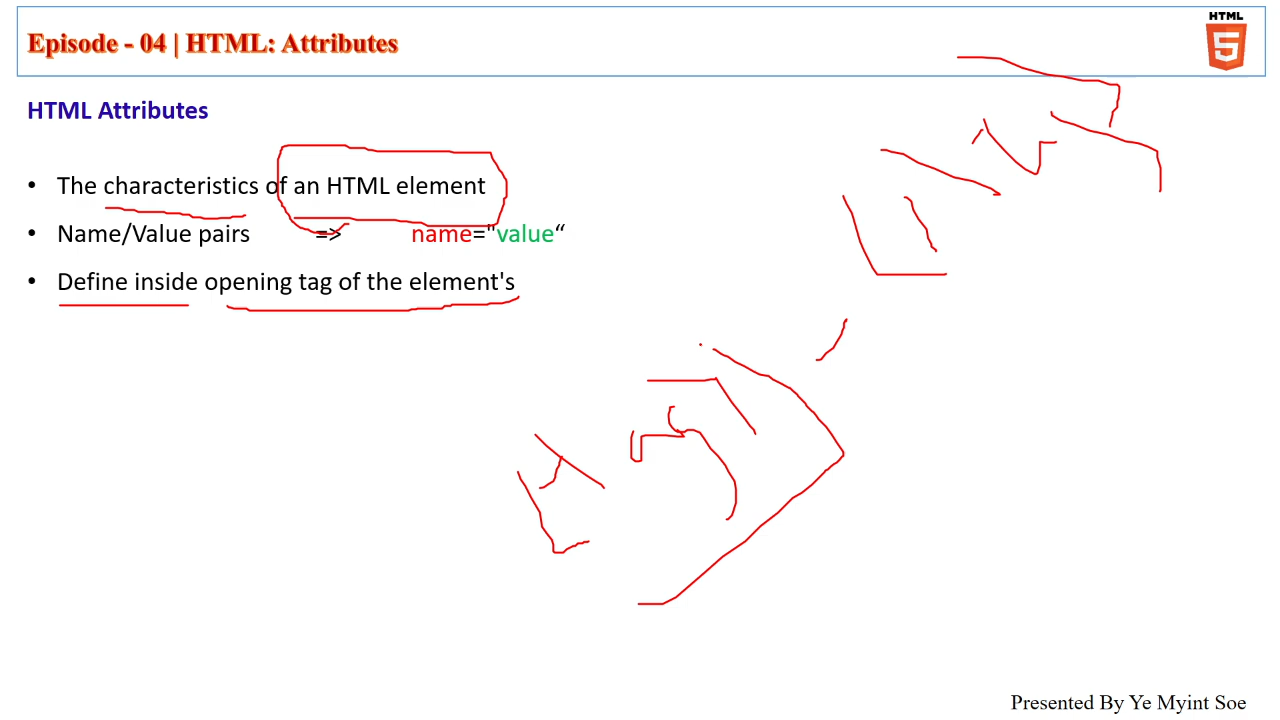 HTML
5
Episode - 04 | HTML: Attributes
HTML Attributes
• The characteristics of an HTML element
• Name/Value pairs => name="value“
• Define inside opening tag of the element's
Presented By Ye Myint Soe